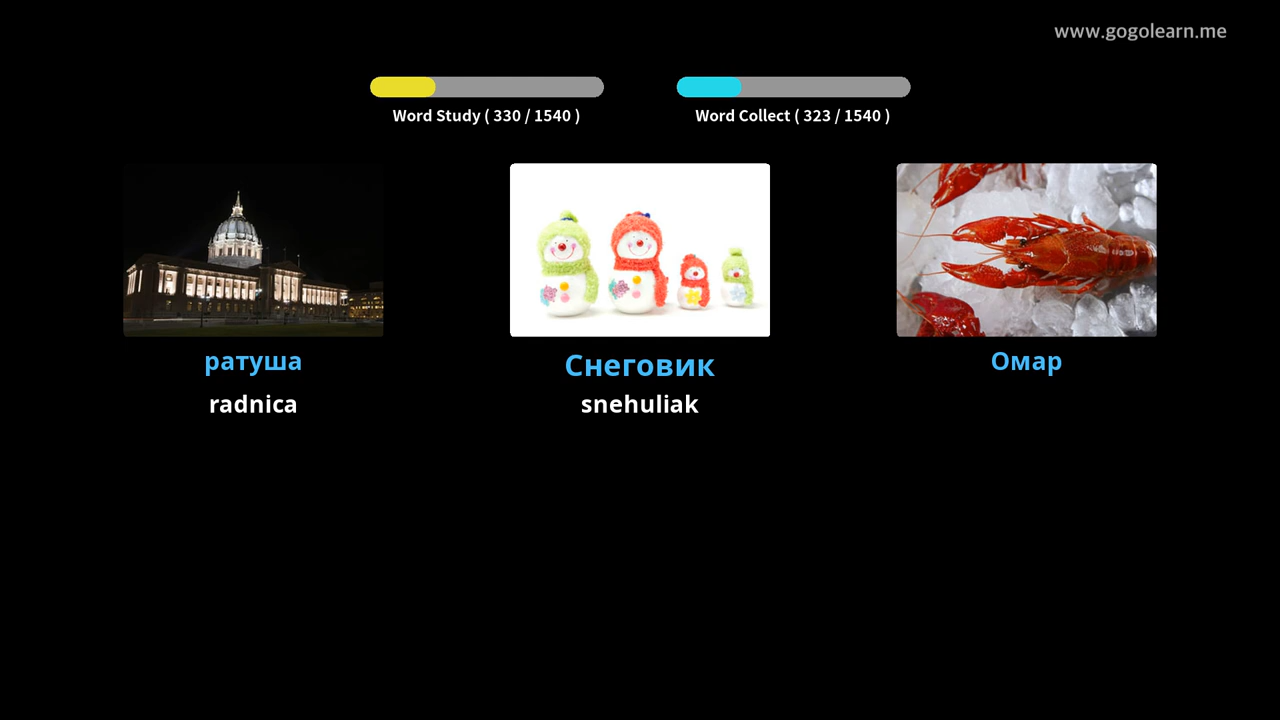 www.gogolearn.me
Word Study ( 330 / 1540 )
Word Collect ( 323 / 1540 )
ратуша
Снеговик
Омар
radnica
snehuliak